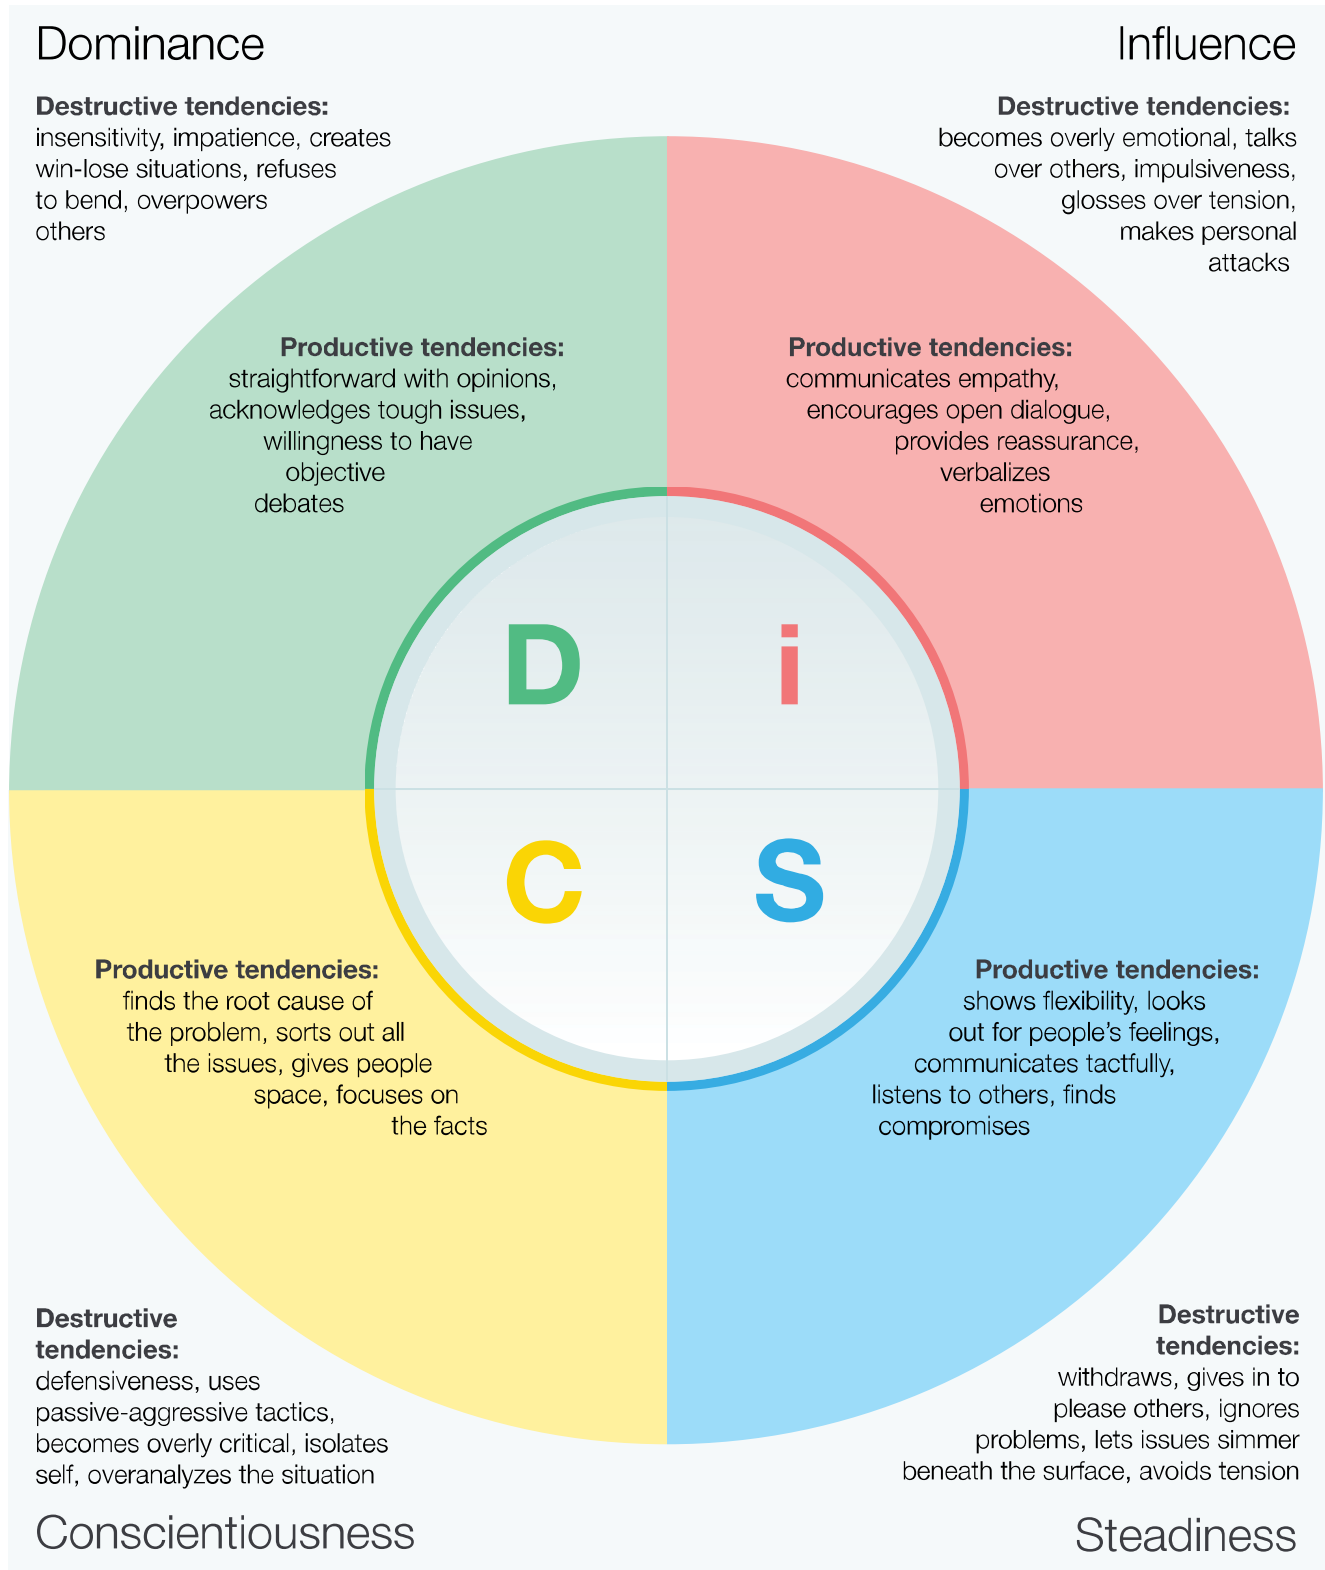 Dominance
Destructive tendencies:
insensitivity, impatience, creates
win-lose situations, refuses
to bend, overpowers
others
Influence
Destructive tendencies:
becomes overly emotional, talks
over others, impulsiveness,
glosses over tension,
makes personal
attacks
Productive tendencies:
straightforward with opinions,
acknowledges tough issues,
willingness to have
objective
debates
Productive tendencies:
communicates empathy,
encourages open dialogue,
provides reassurance,
verbalizes
emotions
D
i
C
S
Productive tendencies:
finds the root cause of
the problem, sorts out all
the issues, gives people
space, focuses on
the facts
Productive tendencies:
shows flexibility, looks
out for people's feelings,
communicates tactfully,
listens to others, finds
compromises
Destructive
tendencies:
defensiveness, uses
passive-aggressive tactics,
becomes overly critical, isolates
self, overanalyzes the situation
Conscientiousness
Destructive
tendencies:
withdraws, gives in to
please others, ignores
problems, lets issues simmer
beneath the surface, avoids tension
Steadiness